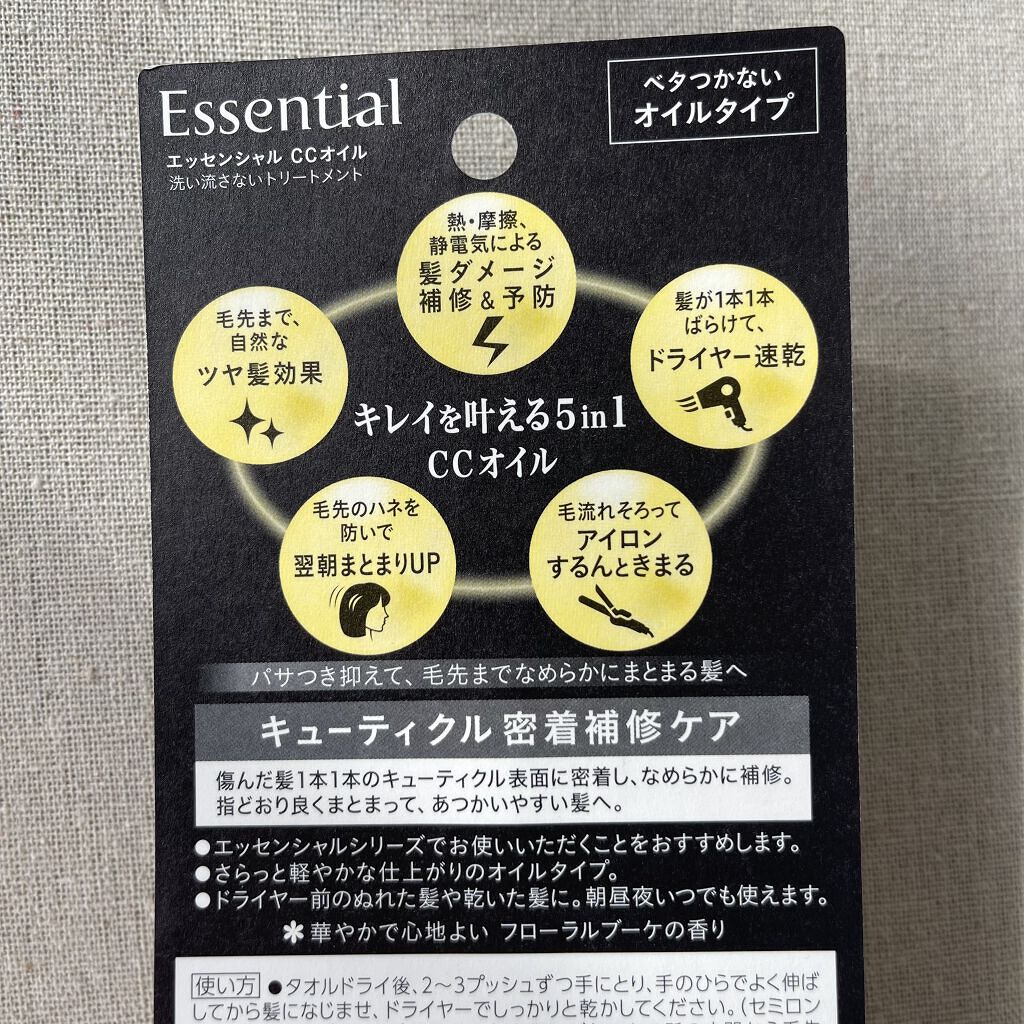 Essential
エッセンシャル CCオイル
洗い流さないトリートメント
ベタつかない
オイルタイプ
熱・摩擦、
静電気による
髪ダメージ
補修&予防
毛先まで、
自然な
ツヤ髪効果
髪が1本1本
ばらけて、
ドライヤー速乾
キレイを叶える5in1
CCオイル
毛先のハネを
防いで
翌朝まとまりUP
毛流れそろって
アイロン
するんときまる
パサつき抑えて、毛先までなめらかにまとまる髪へ
キューティクル 密着補修ケア
傷んだ髪1本1本のキューティクル表面に密着し、なめらかに補修。
指どおり良くまとまって、あつかいやすい髪へ。
●エッセンシャルシリーズでお使いいただくことをおすすめします。
●さらっと軽やかな仕上がりのオイルタイプ。
●ドライヤー前のぬれた髪や乾いた髪に。朝昼夜いつでも使えます。
✻華やかで心地よい フローラルブーケの香り
使い方 ●タオルドライ後、2〜3プッシュずつ手にとり、手のひらでよく伸ば
してから髪になじませ、ドライヤーでしっかりと乾かしてください。(セミロン